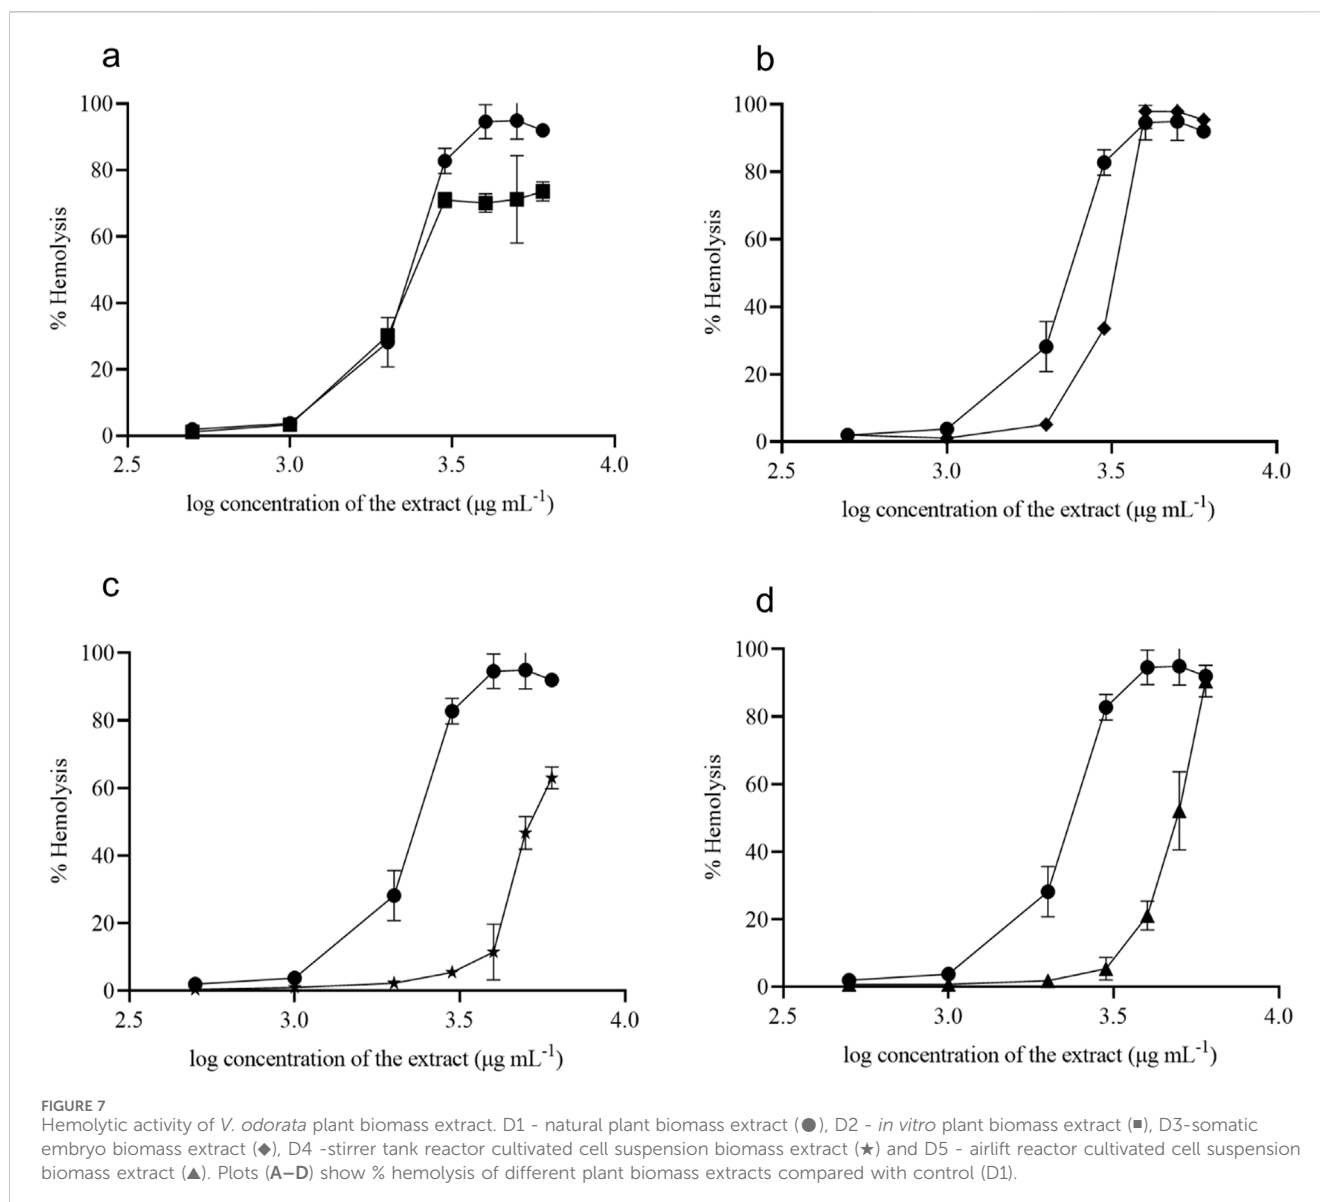 a
100
80
60
40
20
0
% Hemolysis
2.5 3.0 3.5 4.0
log concentration of the extract (µg mL-1)
b
100
80
60
40
20
0
% Hemolysis
2.5 3.0 3.5 4.0
log concentration of the extract (µg mL-1)
c
100
80
60
40
20
0
% Hemolysis
2.5 3.0 3.5 4.0
log concentration of the extract (µg mL-1)
d
100
80
60
40
20
0
% Hemolysis
2.5 3.0 3.5 4.0
log concentration of the extract (µg mL-1)
FIGURE 7
Hemolytic activity of V. odorata plant biomass extract. D1 - natural plant biomass extract (●), D2 - in vitro plant biomass extract (■), D3-somatic
embryo biomass extract (◆), D4 -stirrer tank reactor cultivated cell suspension biomass extract (★) and D5 - airlift reactor cultivated cell suspension
biomass extract (▲). Plots (A–D) show % hemolysis of different plant biomass extracts compared with control (D1).